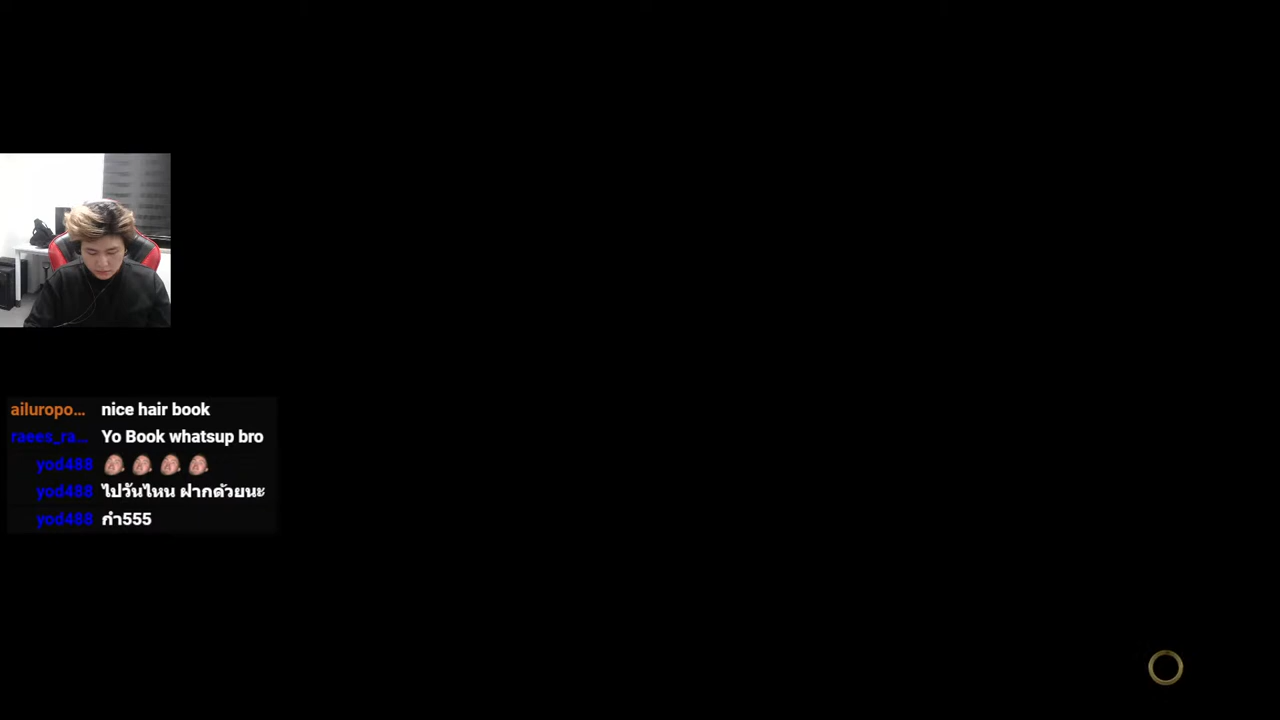 ailuropo... nice hair book
raees_ra... Yo Book whatsup bro
yod488
yod488 ไปวันไหน ฝากด้วยนะ
yod488 กำ555